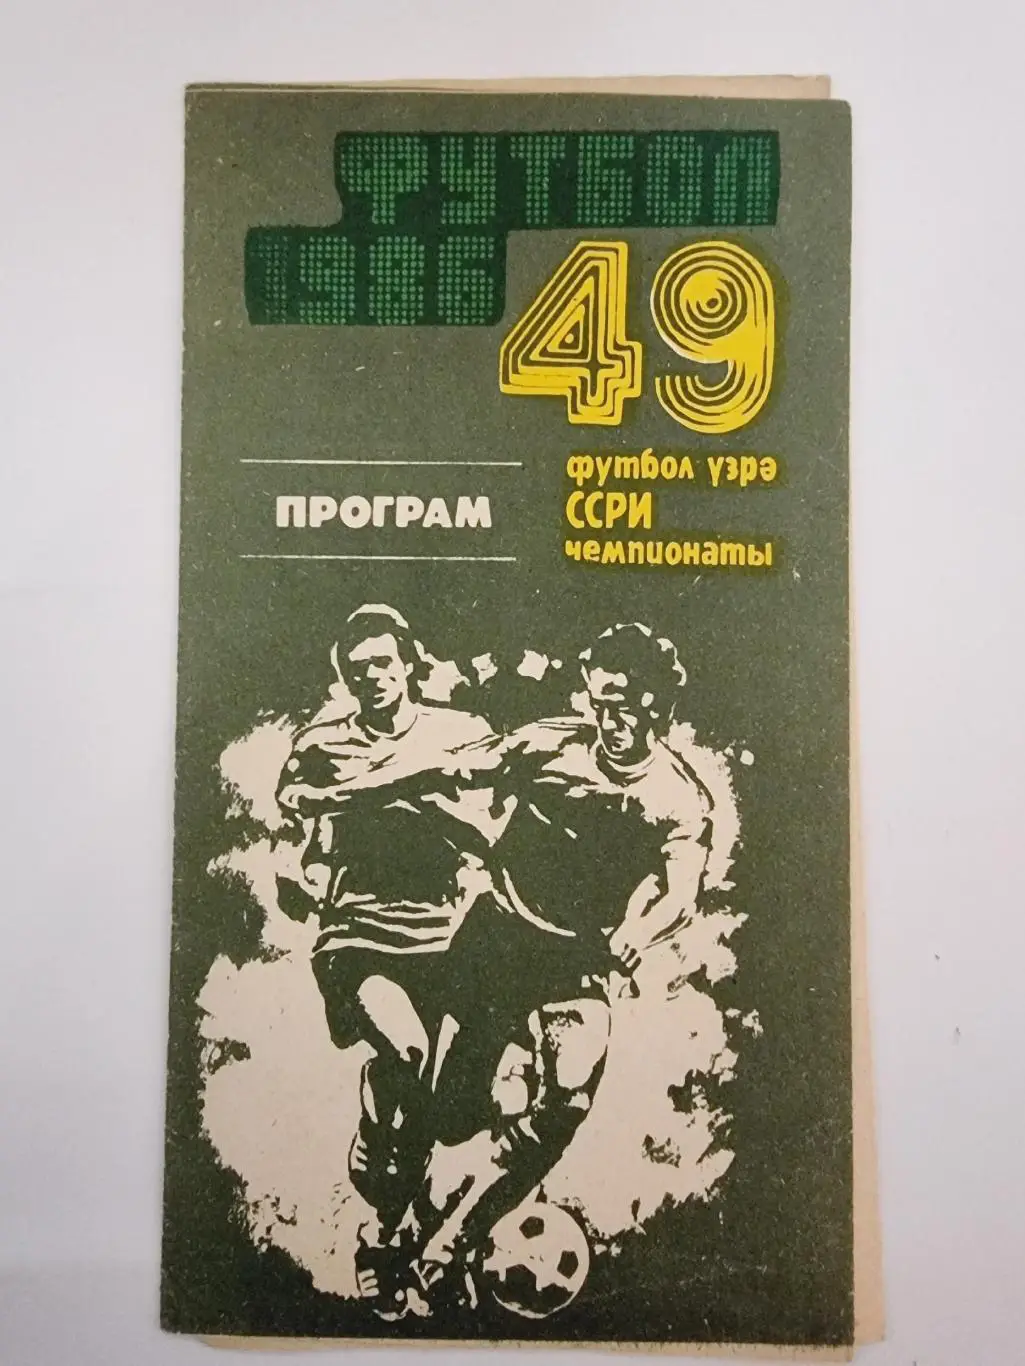 ФУТБОЛ
1986
49
футбол үзрә
ССРИ
чемпионаты
ПРОГРАМ